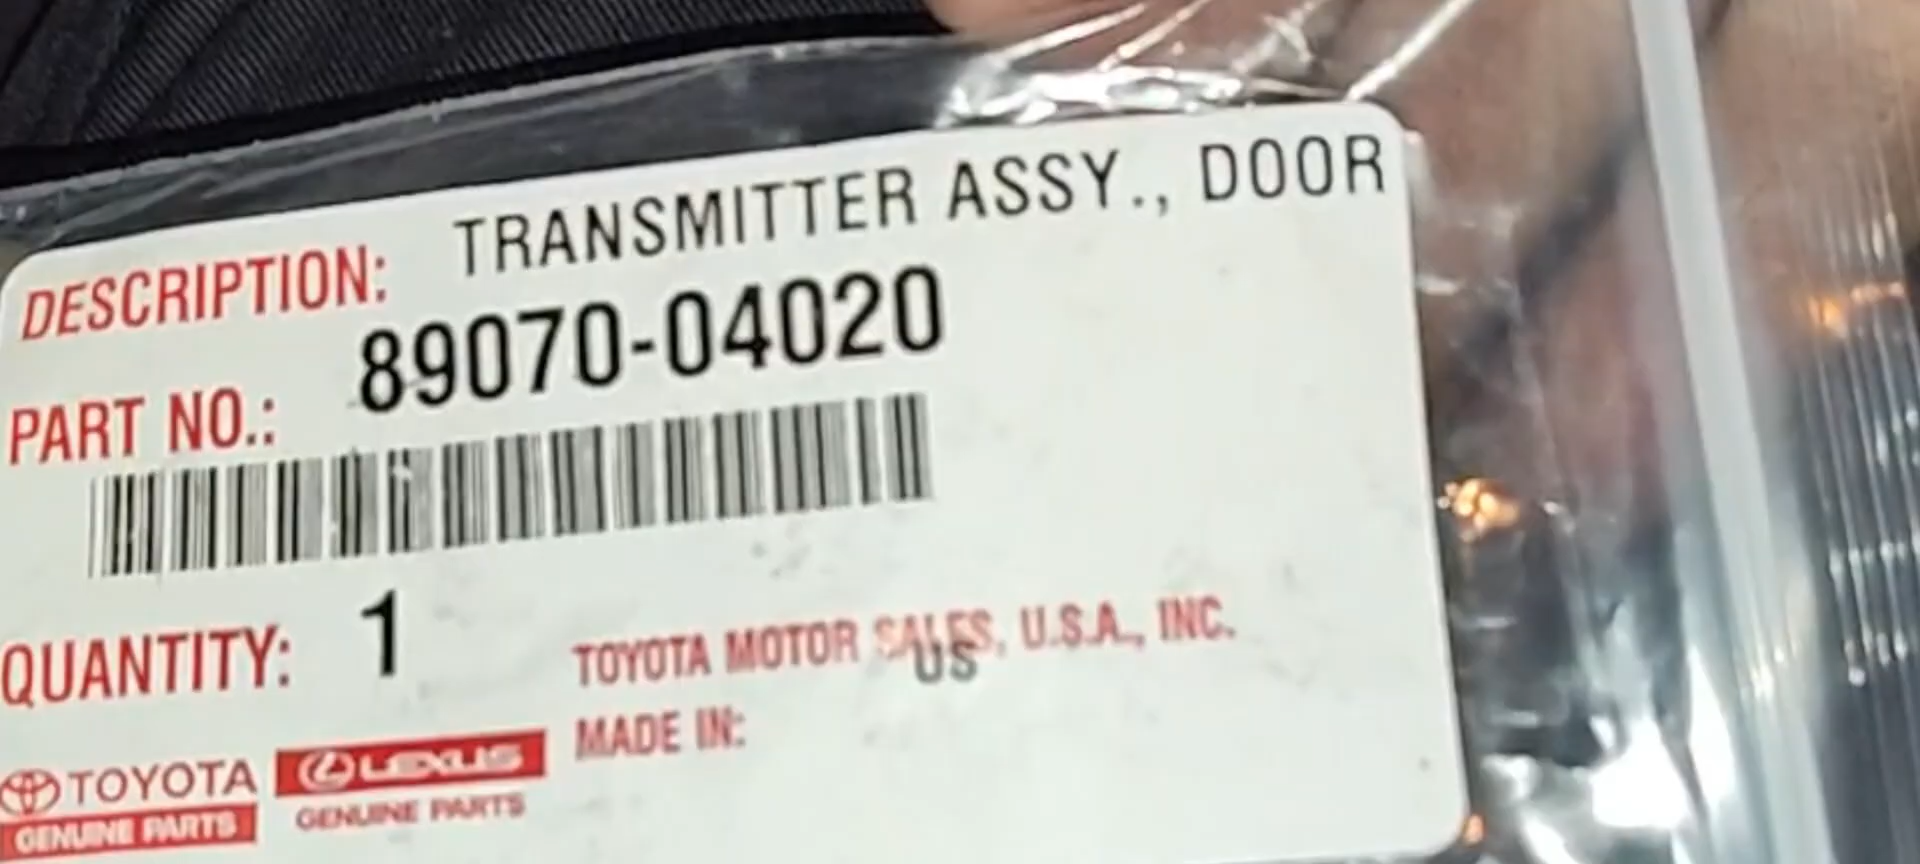 DESCRIPTION: TRANSMITTER ASSY., DOOR
PART NO.: 89070-04020
QUANTITY: 1
TOYOTA MOTOR SALES, U.S.A., INC.
US
MADE IN:
TOYOTA
GENUINE PARTS
LEXUS
GENUINE PARTS